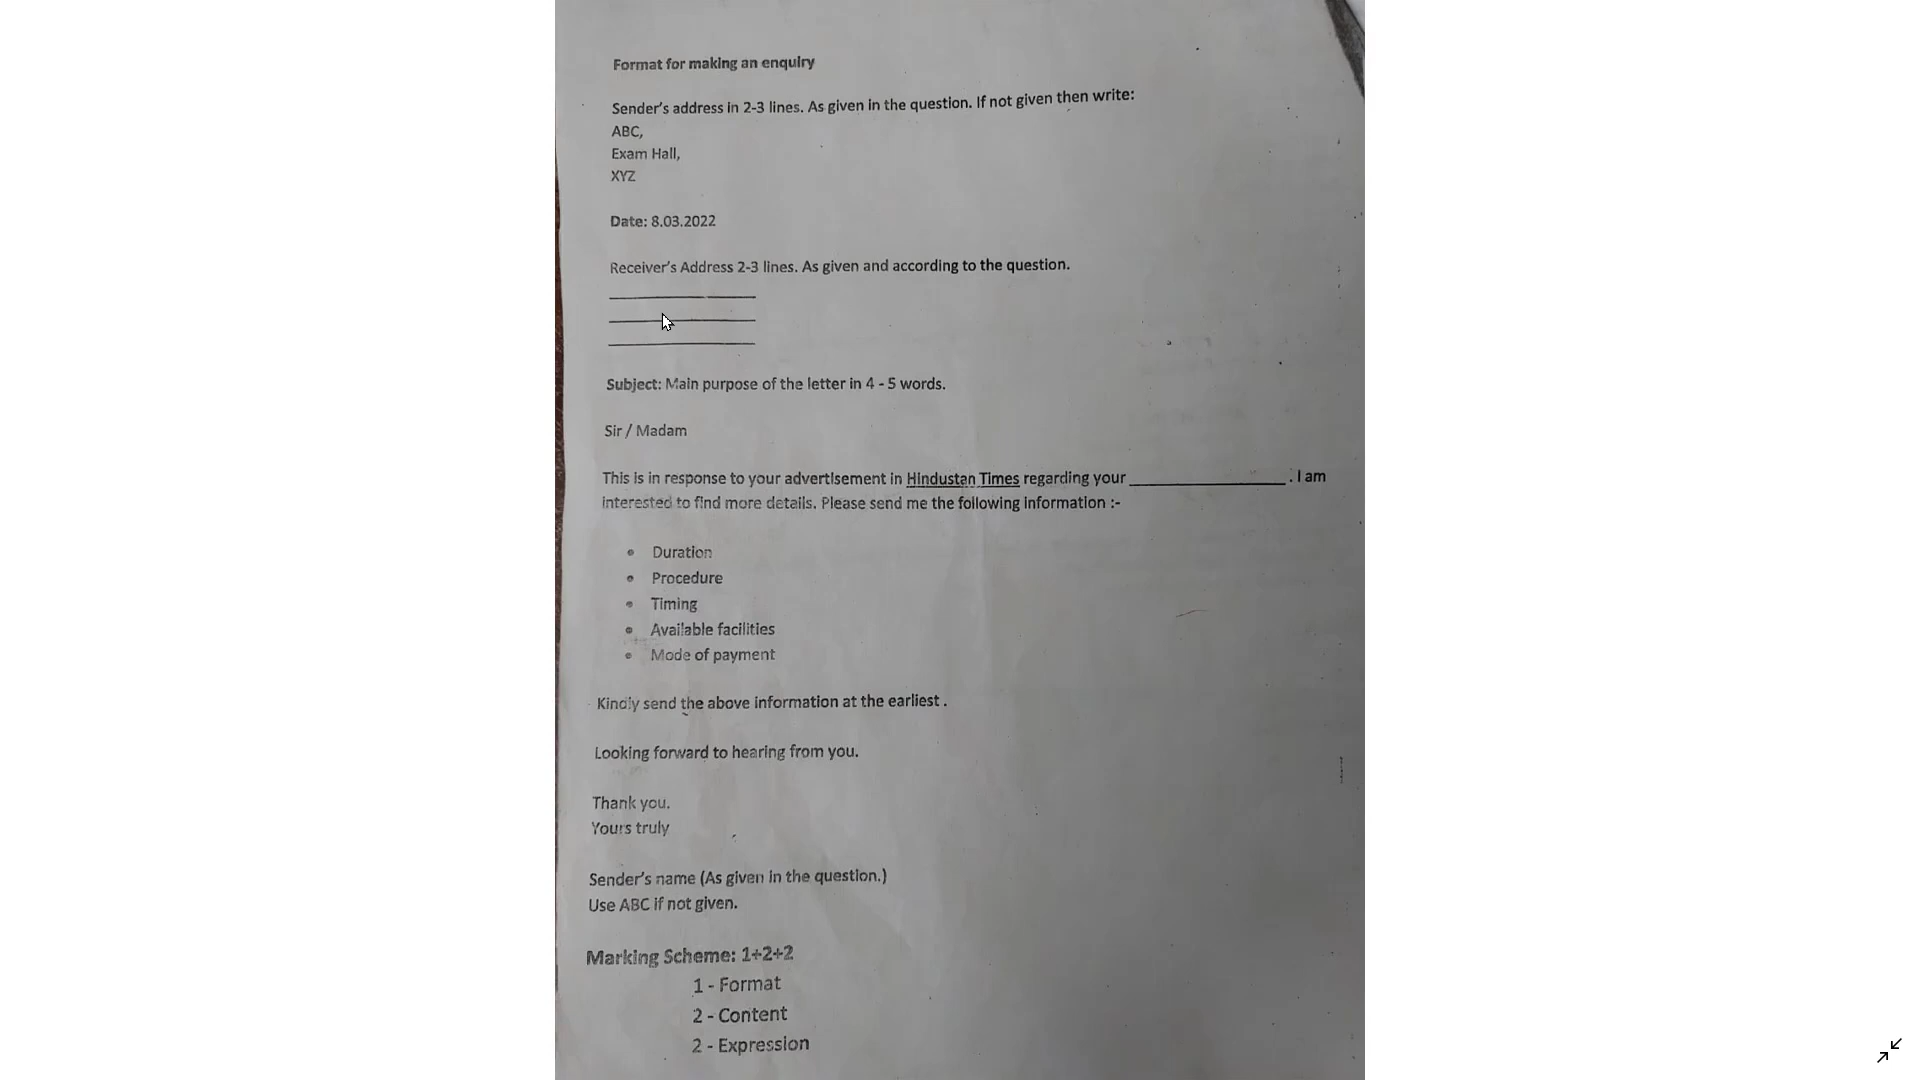 Format for making an enquiry
Sender's address in 2-3 lines. As given in the question. If not given then write:
ABC,
Exam Hall,
XYZ
Date: 8.03.2022
Receiver's Address 2-3 lines. As given and according to the question.
Subject: Main purpose of the letter in 4 - 5 words.
Sir / Madam
This is in response to your advertisement in Hindustan Times regarding your ________________ . I am
interested to find more details. Please send me the following information :-
• Duration
• Procedure
• Timing
• Available facilities
• Mode of payment
Kindly send the above information at the earliest .
Looking forward to hearing from you.
Thank you.
Yours truly
Sender's name (As given in the question.)
Use ABC if not given.
Marking Scheme: 1+2+2
1 - Format
2 - Content
2 - Expression